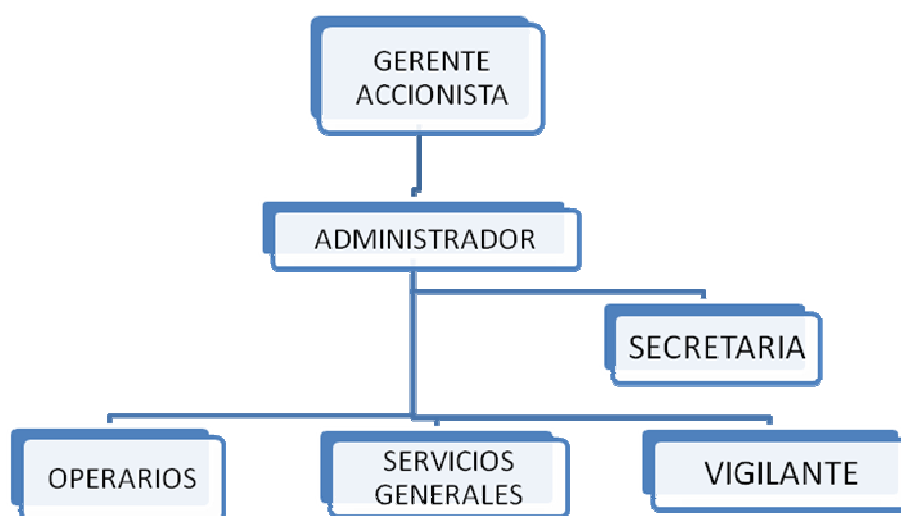 GERENTE
ACCIONISTA
ADMINISTRADOR
SECRETARIA
OPERARIOS
SERVICIOS
GENERALES
VIGILANTE